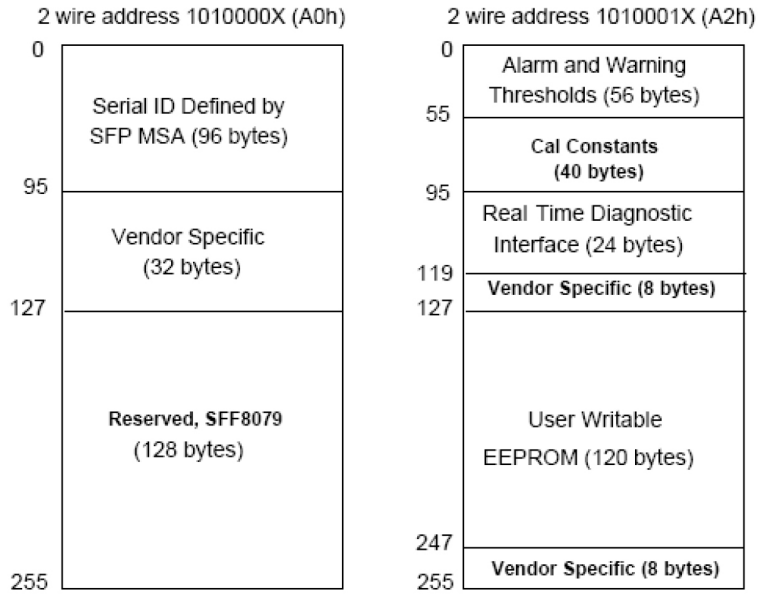 2 wire address 1010000X (A0h)
0
Serial ID Defined by
SFP MSA (96 bytes)
95
Vendor Specific
(32 bytes)
127
Reserved, SFF8079
(128 bytes)
255
2 wire address 1010001X (A2h)
0
Alarm and Warning
Thresholds (56 bytes)
55
Cal Constants
(40 bytes)
95
Real Time Diagnostic
Interface (24 bytes)
119
Vendor Specific (8 bytes)
127
User Writable
EEPROM (120 bytes)
247
Vendor Specific (8 bytes)
255